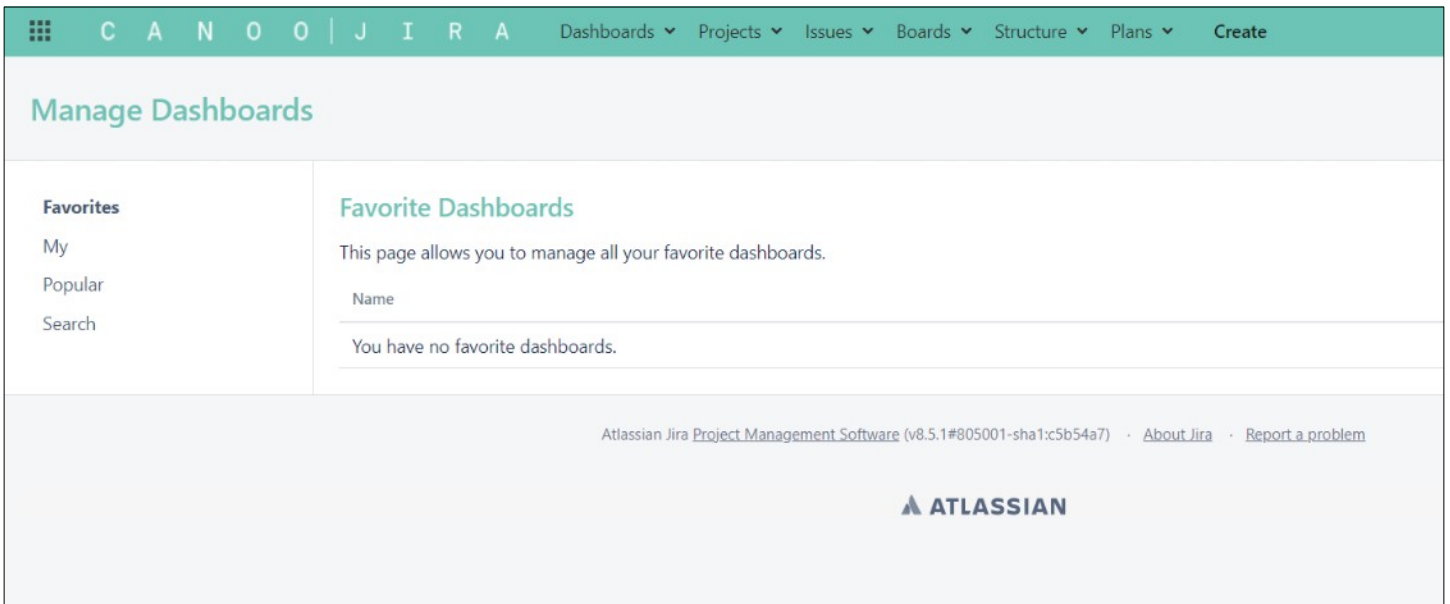 CANOO|JIRA Dashboards Projects Issues Boards Structure Plans Create
Manage Dashboards
Favorites
My
Popular
Search
Favorite Dashboards
This page allows you to manage all your favorite dashboards.
Name
You have no favorite dashboards.
Atlassian Jira Project Management Software (v8.5.1#805001-sha1:c5b54a7) · About Jira · Report a problem
ATLASSIAN